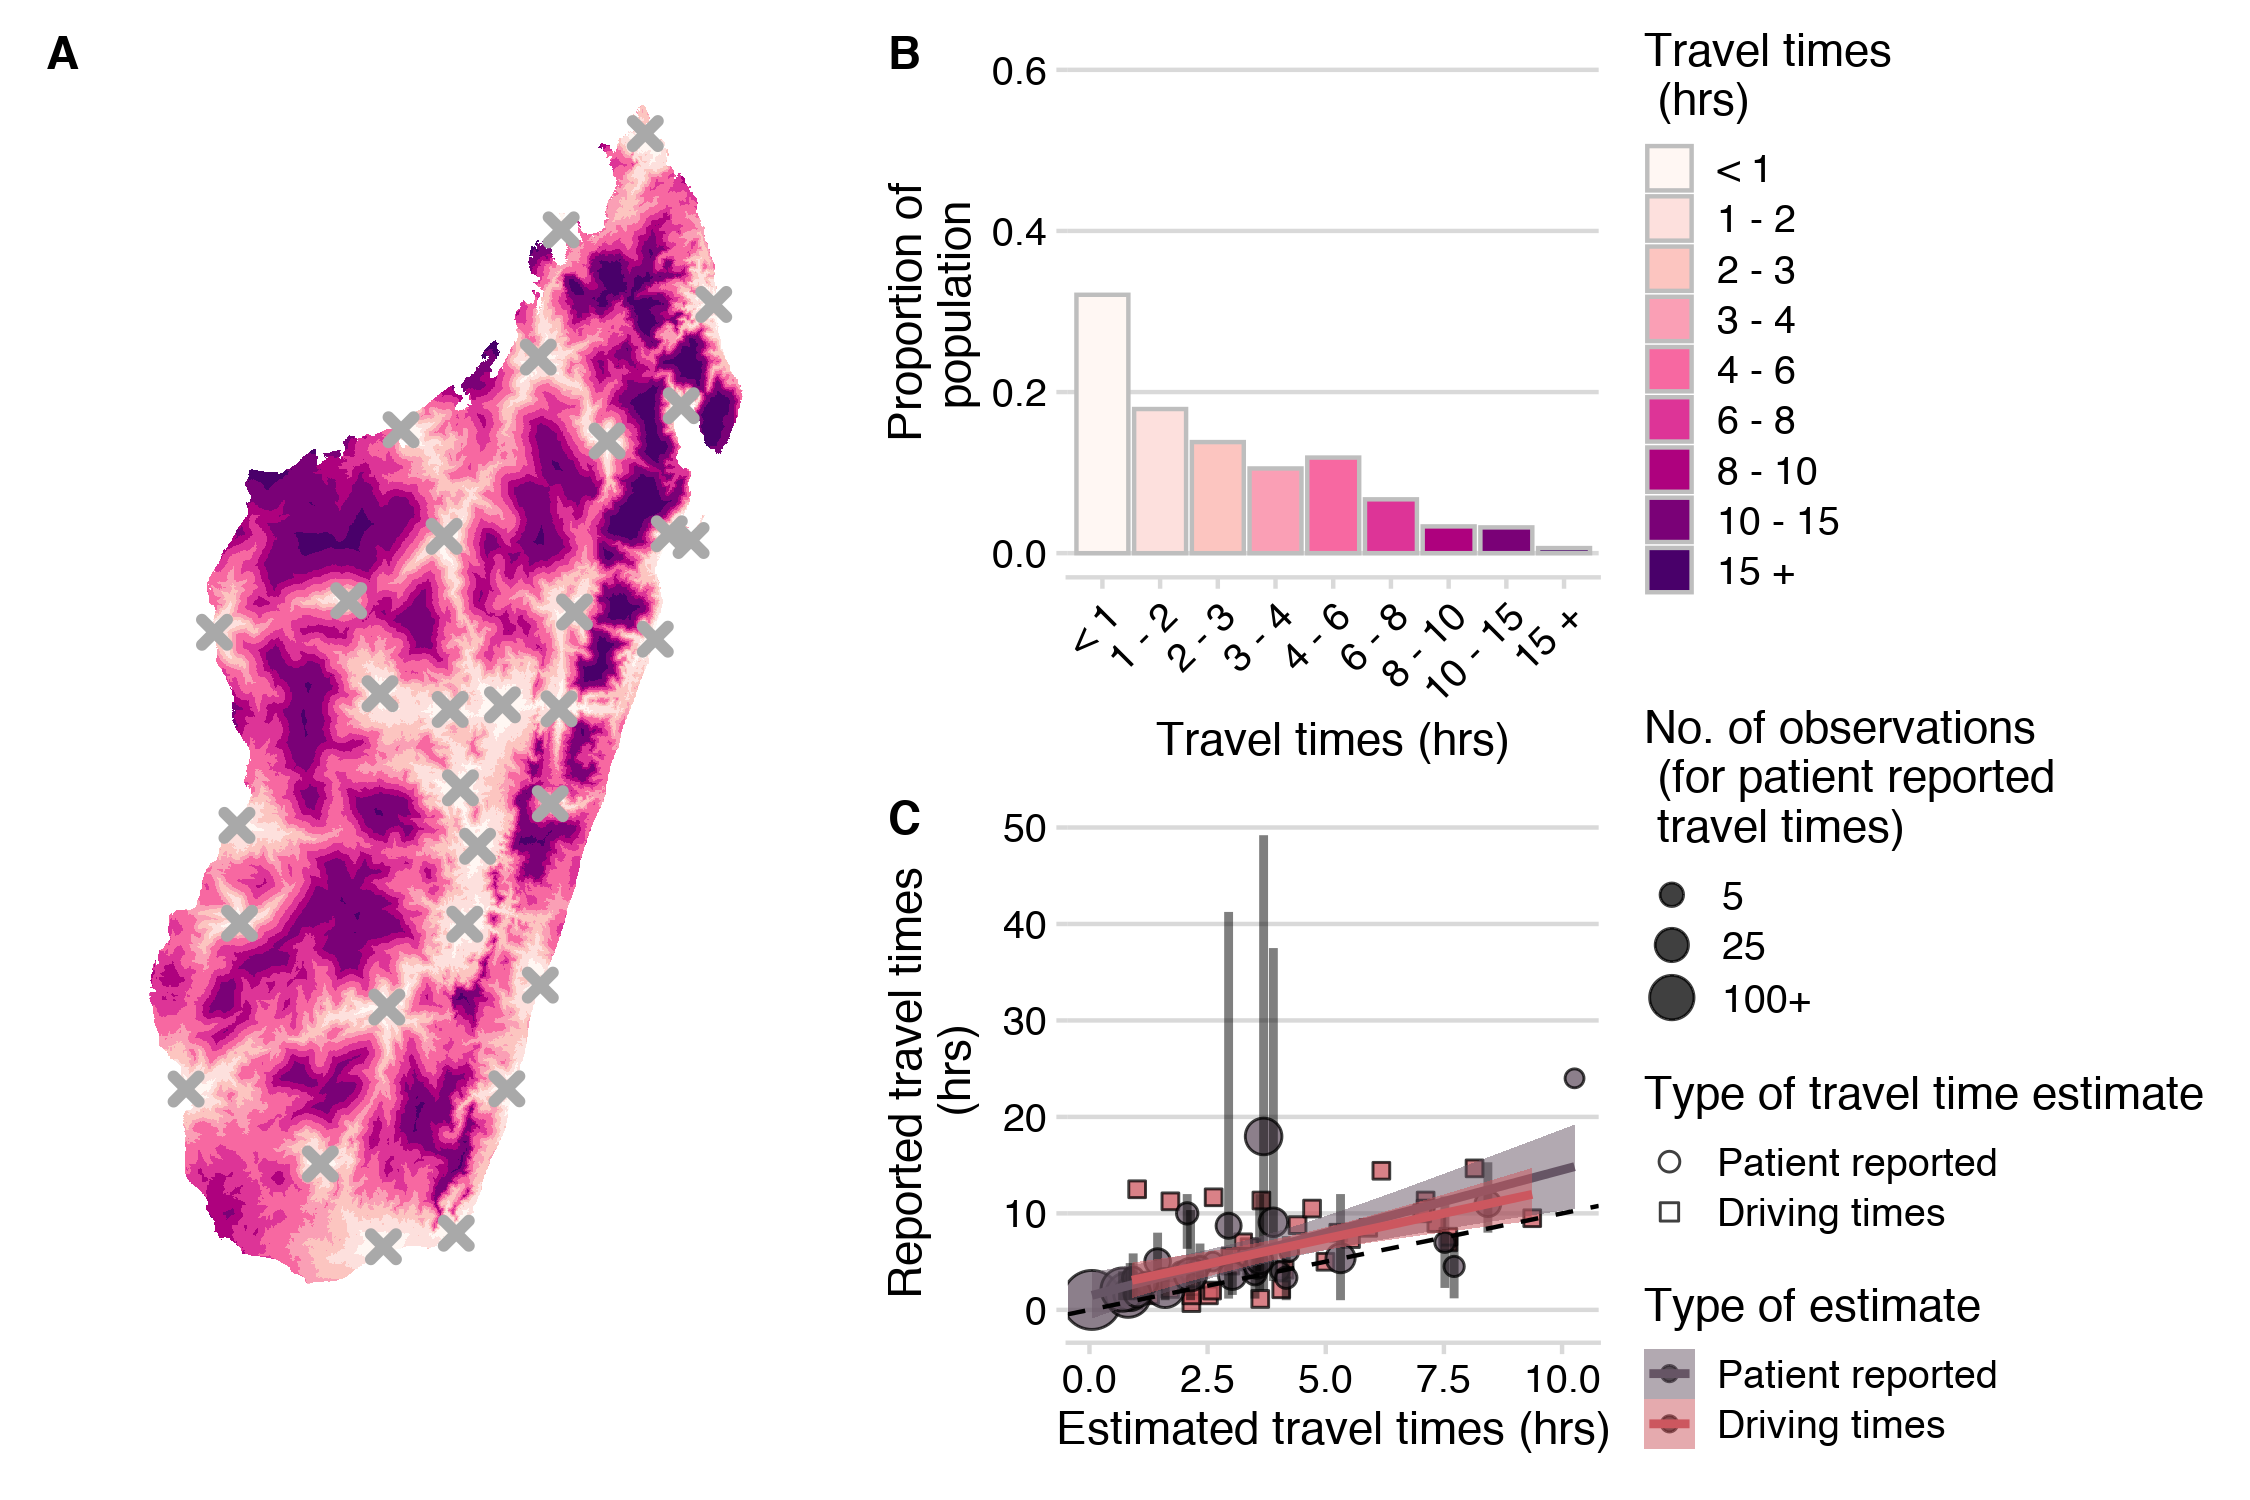 A
B
0.6
0.4
0.2
0.0
Proportion of
population
< 1
1 - 2
2 - 3
3 - 4
4 - 6
6 - 8
8 - 10
10 - 15
15 +
Travel times (hrs)
Travel times
(hrs)
< 1
1 - 2
2 - 3
3 - 4
4 - 6
6 - 8
8 - 10
10 - 15
15 +
C
50
40
30
20
10
0
Reported travel times
(hrs)
0.0
2.5
5.0
7.5
10.0
Estimated travel times (hrs)
No. of observations
(for patient reported
travel times)
5
25
100+
Type of travel time estimate
Patient reported
Driving times
Type of estimate
Patient reported
Driving times